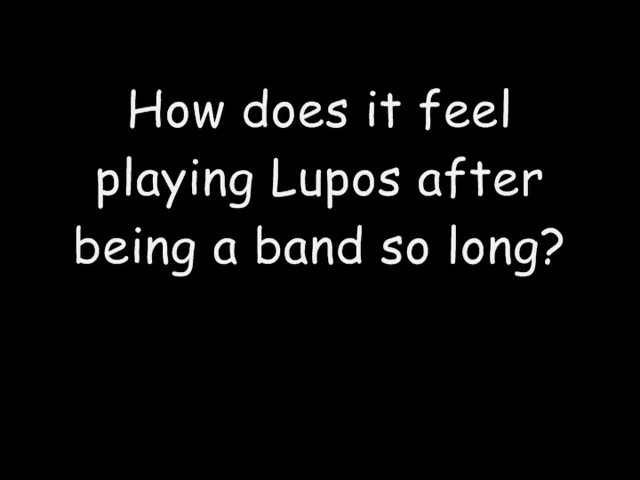 How does it feel
playing Lupos after
being a band so long?